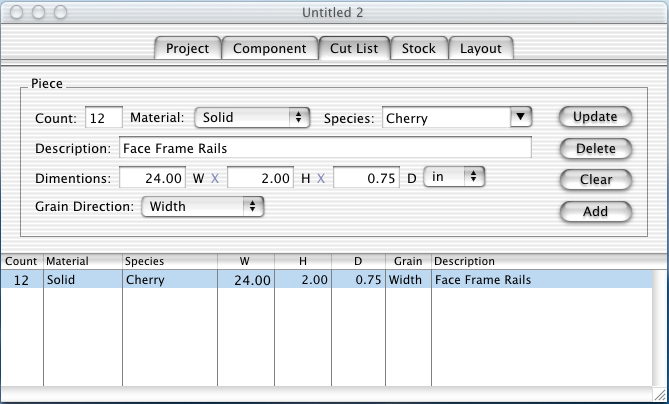 Untitled 2
Project Component Cut List Stock Layout
Piece
Count: 12 Material: Solid Species: Cherry Update
Description: Face Frame Rails Delete
Dimentions: 24.00 W X 2.00 H X 0.75 D in Clear
Grain Direction: Width Add
Count Material Species W H D Grain Description
12 Solid Cherry 24.00 2.00 0.75 Width Face Frame Rails